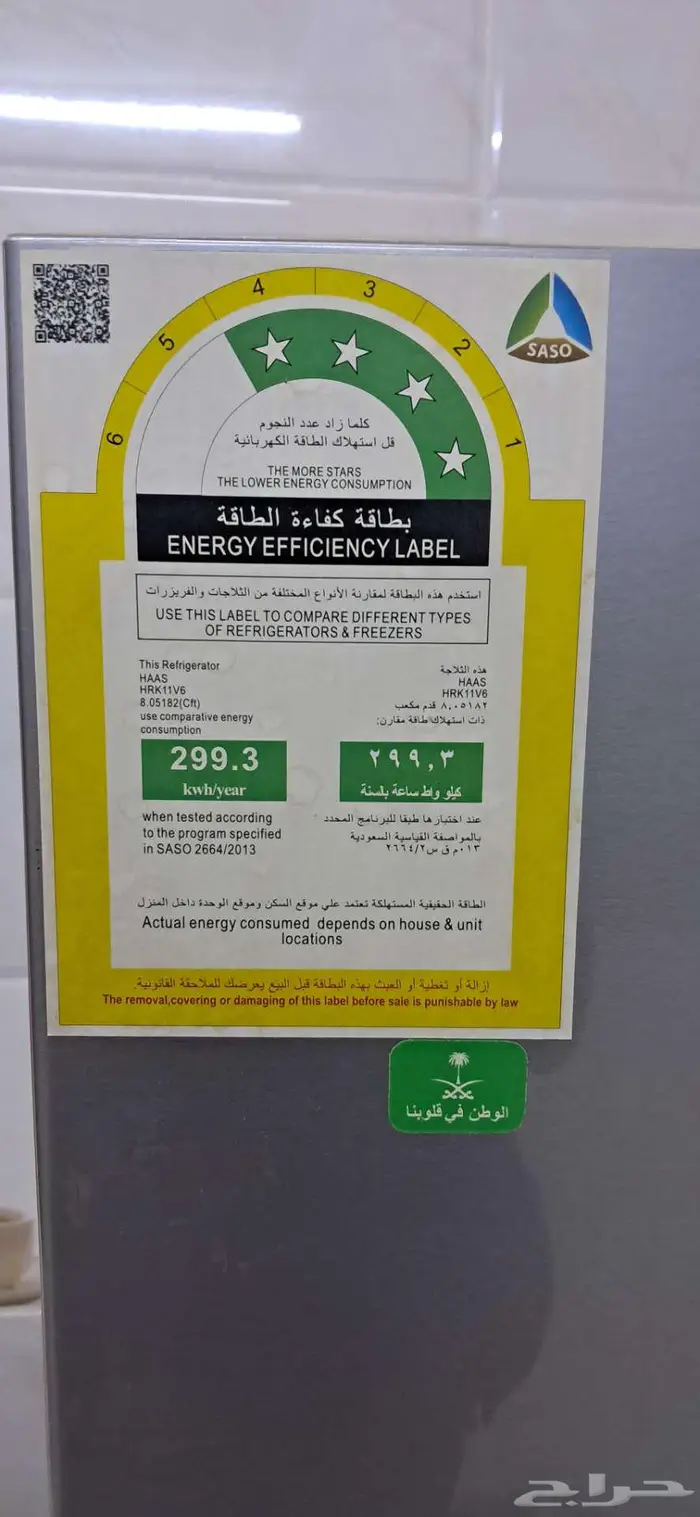 6
5
4
3
2
1
SASO
كلما زاد عدد النجوم
قل استهلاك الطاقة الكهربائية
THE MORE STARS
THE LOWER ENERGY CONSUMPTION
بطاقة كفاءة الطاقة
ENERGY EFFICIENCY LABEL
استخدم هذه البطاقة لمقارنة الأنواع المختلفة من الثلاجات والفريزرات
USE THIS LABEL TO COMPARE DIFFERENT TYPES
OF REFRIGERATORS & FREEZERS
This Refrigerator
HAAS
HRK11V6
8.05182(Cft)
use comparative energy
consumption
299.3
kwh/year
when tested according
to the program specified
in SASO 2664/2013
هذه الثلاجة
HAAS
HRK11V6
٨,٠٥١٨٢ قدم مكعب
ذات استهلاك طاقة مقارن:
٢٩٩,٣
كيلو واط ساعة بلسنة
عند اختبارها طبقا للبرنامج المحدد
بالمواصفة القياسية السعودية
٠١٣م ق س٢٦٦٤/٢
الطاقة الحقيقية المستهلكة تعتمد علي موقع السكن وموقع الوحدة داخل المنزل
Actual energy consumed depends on house & unit
locations
إزالة أو تغطية أو العبث بهذه البطاقة قبل البيع يعرضك للملاحقة القانونية.
The removal,covering or damaging of this label before sale is punishable by law
الوطن في قلوبنا
حراج